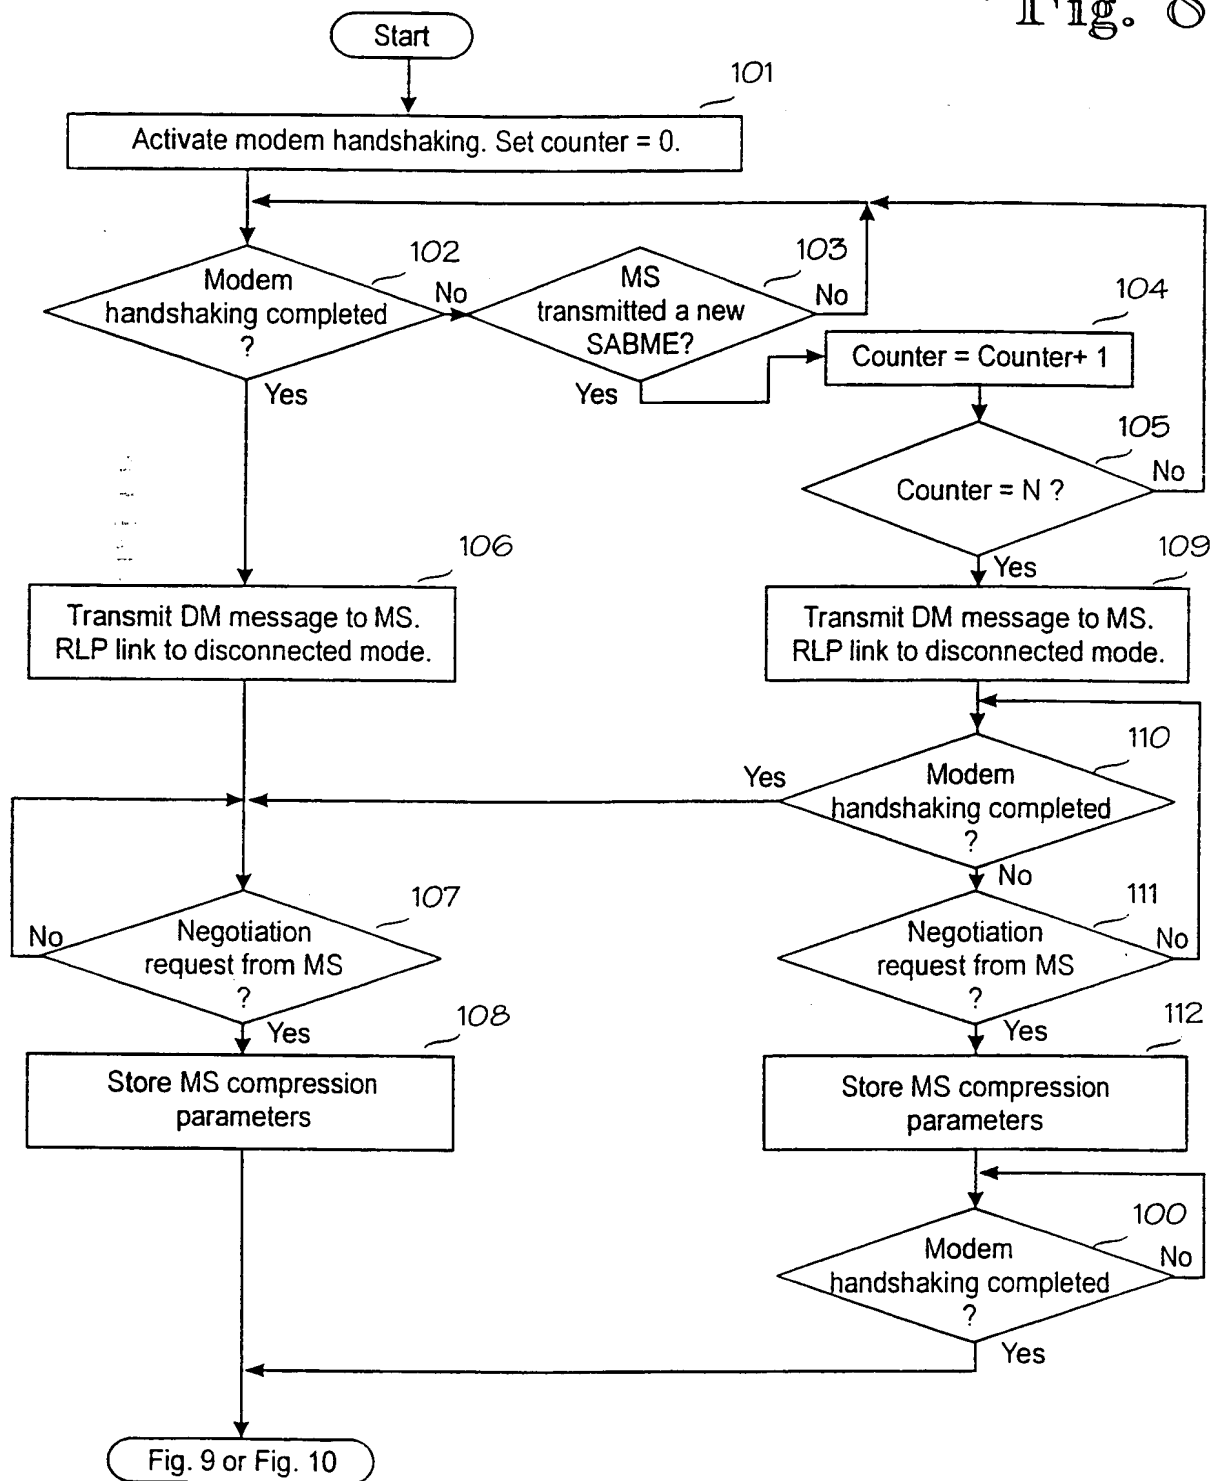 Fig. 8
Start
101
Activate modem handshaking. Set counter = 0.
102
Modem
handshaking completed
?
No
Yes
103
MS
transmitted a new
SABME?
No
Yes
104
Counter = Counter+ 1
105
Counter = N ?
No
Yes
106
Transmit DM message to MS.
RLP link to disconnected mode.
109
Transmit DM message to MS.
RLP link to disconnected mode.
110
Modem
handshaking completed
?
Yes
No
107
Negotiation
request from MS
?
No
Yes
111
Negotiation
request from MS
?
No
Yes
108
Store MS compression
parameters
112
Store MS compression
parameters
100
Modem
handshaking completed
?
No
Yes
Fig. 9 or Fig. 10